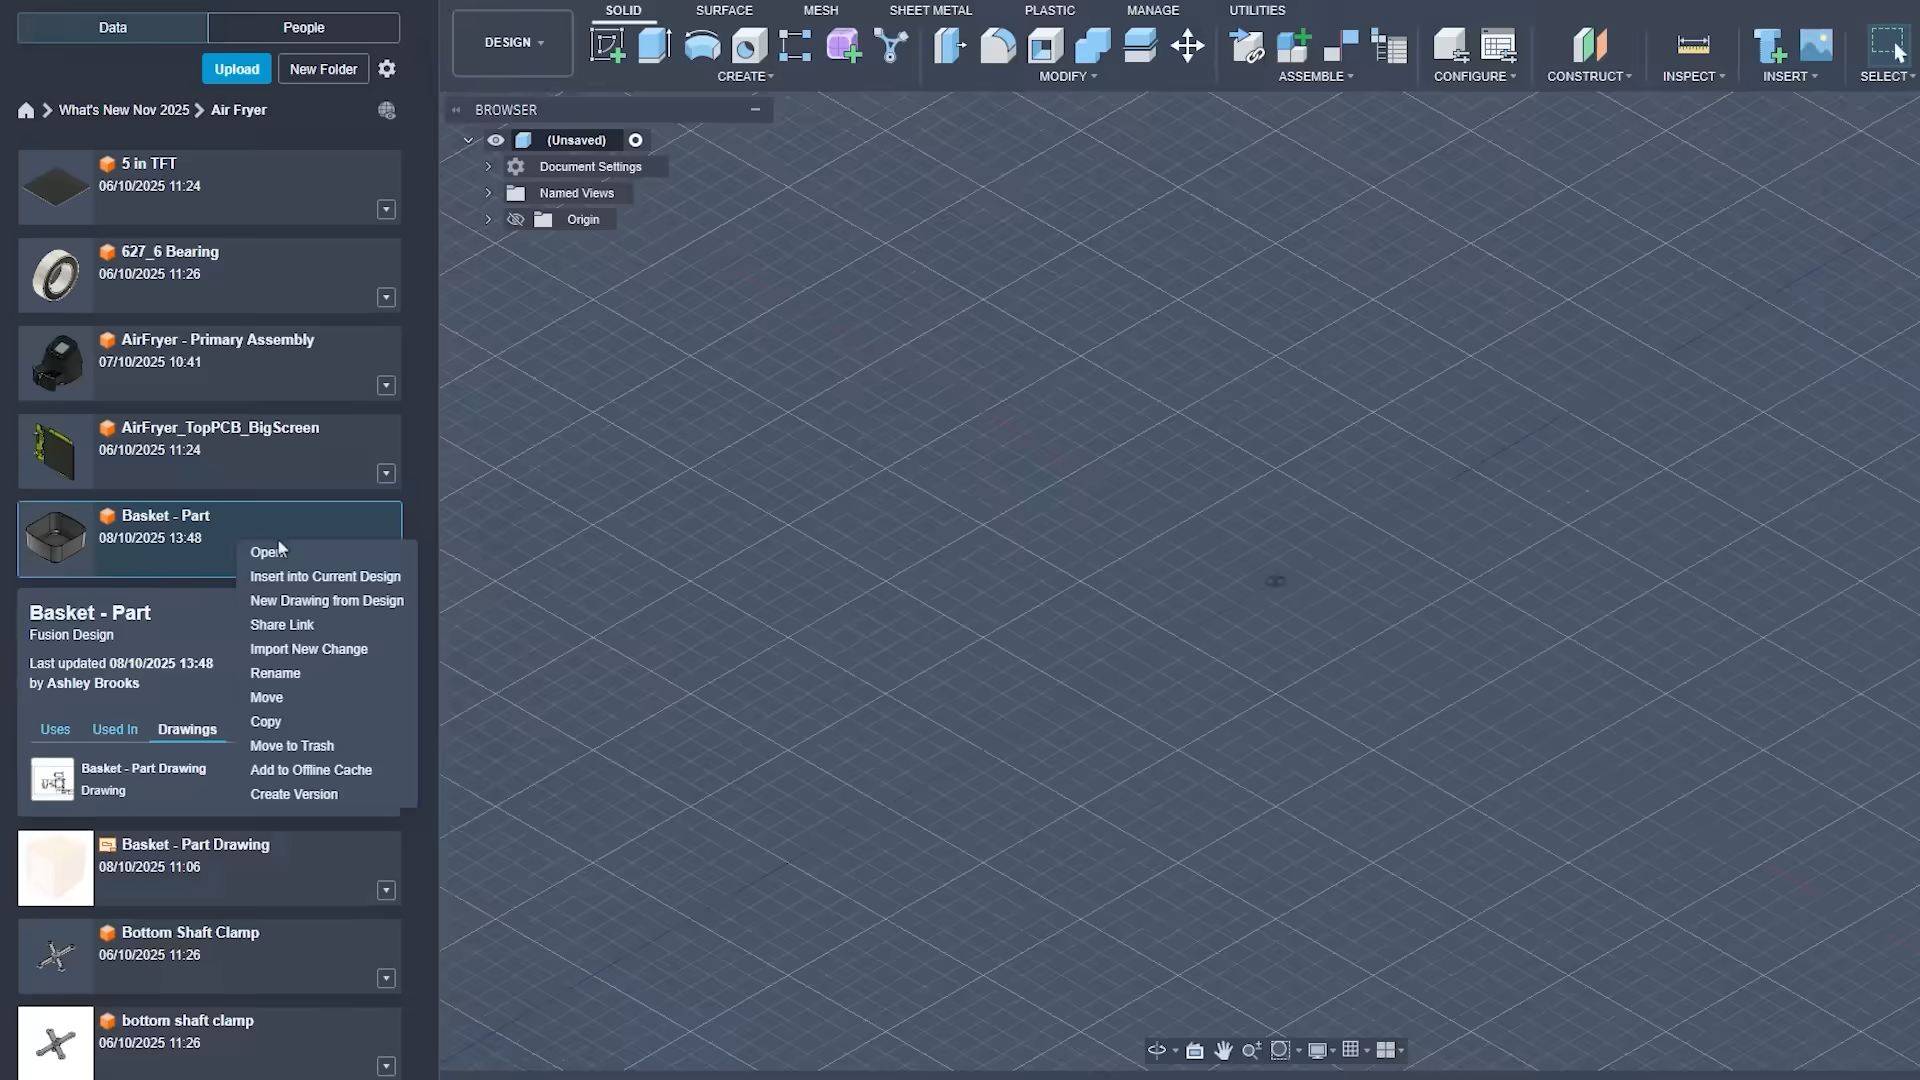 Data
People
Upload
New Folder
What's New Nov 2025
Air Fryer
5 in TFT
06/10/2025 11:24
627_6 Bearing
06/10/2025 11:26
AirFryer - Primary Assembly
07/10/2025 10:41
AirFryer_TopPCB_BigScreen
06/10/2025 11:24
Basket - Part
08/10/2025 13:48
Open
Insert into Current Design
New Drawing from Design
Share Link
Import New Change
Rename
Move
Copy
Move to Trash
Add to Offline Cache
Create Version
Basket - Part
Fusion Design
Last updated 08/10/2025 13:48
by Ashley Brooks
Uses
Used In
Drawings
Basket - Part Drawing
Drawing
Basket - Part Drawing
08/10/2025 11:06
Bottom Shaft Clamp
06/10/2025 11:26
bottom shaft clamp
06/10/2025 11:26
DESIGN
SOLID
SURFACE
MESH
SHEET METAL
PLASTIC
MANAGE
UTILITIES
CREATE
MODIFY
ASSEMBLE
CONFIGURE
CONSTRUCT
INSPECT
INSERT
SELECT
BROWSER
(Unsaved)
Document Settings
Named Views
Origin